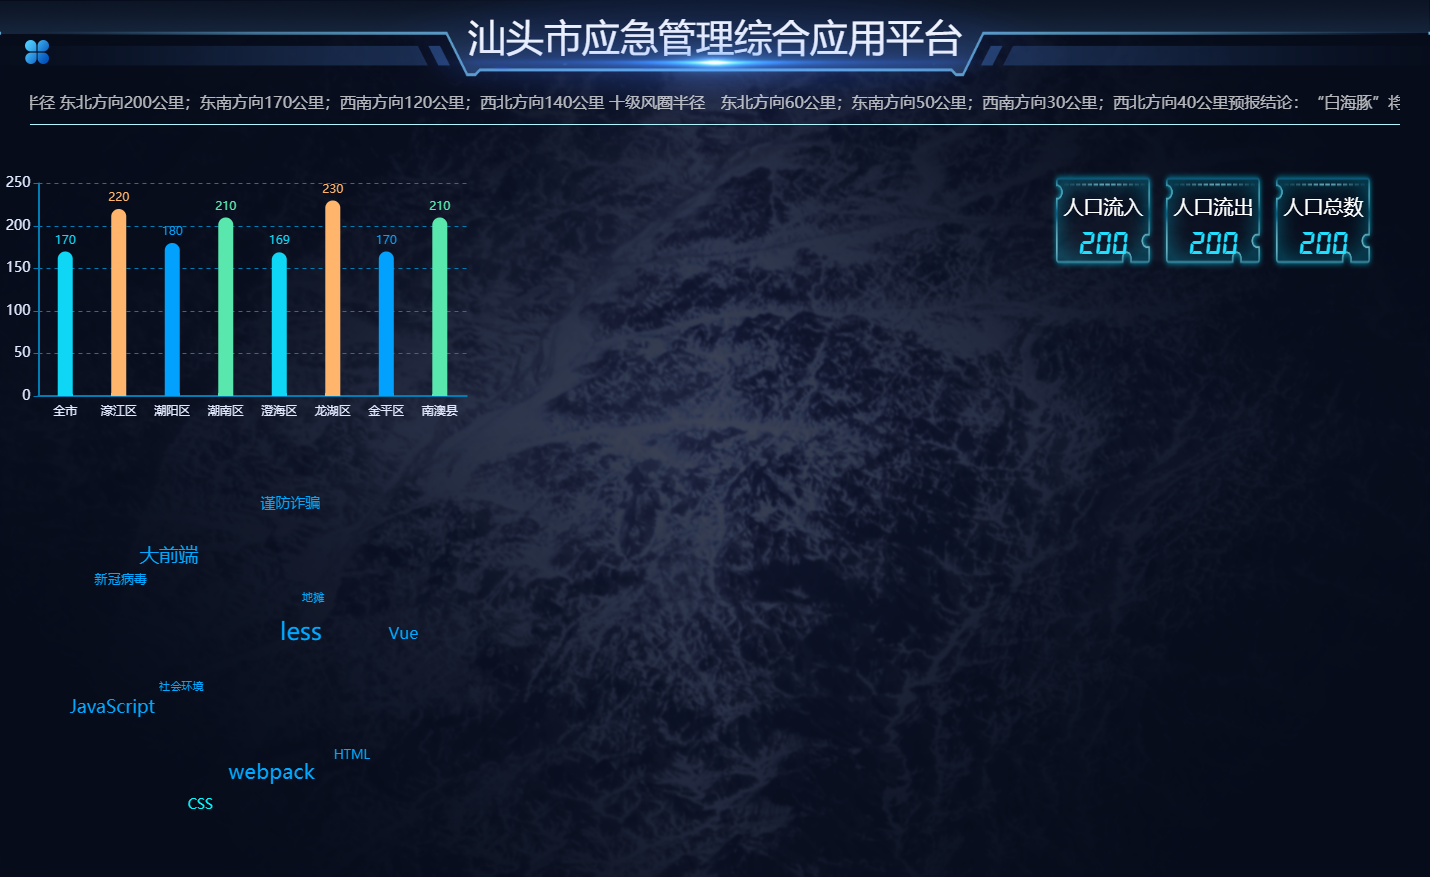 汕头市应急管理综合应用平台
半径 东北方向200公里；东南方向170公里；西南方向120公里；西北方向140公里 十级风圈半径 东北方向60公里；东南方向50公里；西南方向30公里；西北方向40公里预报结论：“白海豚”将
250
200
150
100
50
0
170
220
180
210
169
230
170
210
全市 濠江区 潮阳区 潮南区 澄海区 龙湖区 金平区 南澳县
人口流入 人口流出 人口总数
200 200 200
谨防诈骗
大前端
新冠病毒
地摊
less
Vue
社会环境
JavaScript
HTML
webpack
CSS